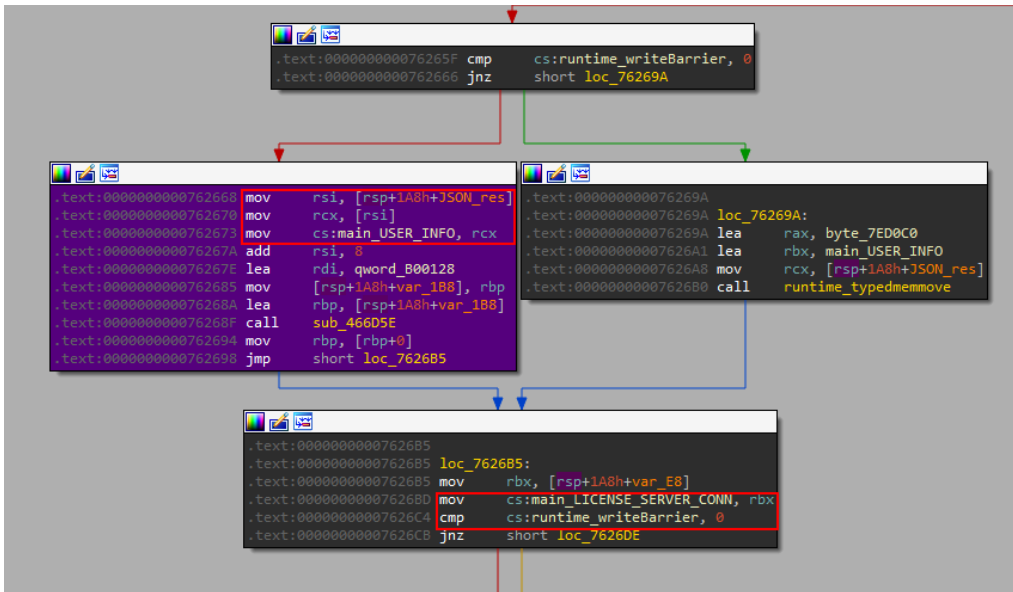 .text:000000000076265F cmp cs:runtime_writeBarrier, 0
.text:0000000000762666 jnz short loc_76269A
.text:0000000000762668 mov rsi, [rsp+1A8h+JSON_res]
.text:0000000000762670 mov rcx, [rsi]
.text:0000000000762673 mov cs:main_USER_INFO, rcx
.text:000000000076267A add rsi, 8
.text:000000000076267E lea rdi, qword_B00128
.text:0000000000762685 mov [rsp+1A8h+var_1B8], rbp
.text:000000000076268A lea rbp, [rsp+1A8h+var_1B8]
.text:000000000076268F call sub_466D5E
.text:0000000000762694 mov rbp, [rbp+0]
.text:0000000000762698 jmp short loc_7626B5
.text:000000000076269A
.text:000000000076269A loc_76269A:
.text:000000000076269A lea rax, byte_7ED0C0
.text:00000000007626A1 lea rbx, main_USER_INFO
.text:00000000007626A8 mov rcx, [rsp+1A8h+JSON_res]
.text:00000000007626B0 call runtime_typedmemmove
.text:00000000007626B5
.text:00000000007626B5 loc_7626B5:
.text:00000000007626B5 mov rbx, [rsp+1A8h+var_E8]
.text:00000000007626BD mov cs:main_LICENSE_SERVER_CONN, rbx
.text:00000000007626C4 cmp cs:runtime_writeBarrier, 0
.text:00000000007626CB jnz short loc_7626DE